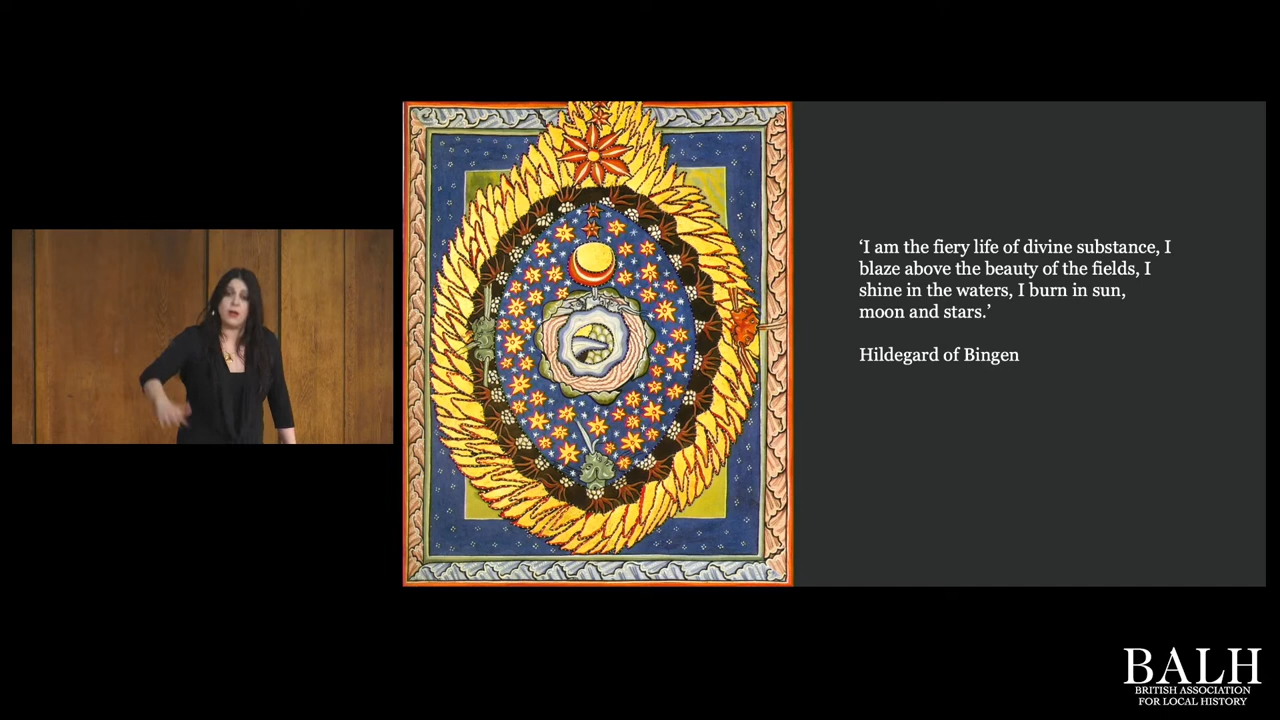 ‘I am the fiery life of divine substance, I
blaze above the beauty of the fields, I
shine in the waters, I burn in sun,
moon and stars.’
Hildegard of Bingen
BALH
BRITISH ASSOCIATION
FOR LOCAL HISTORY